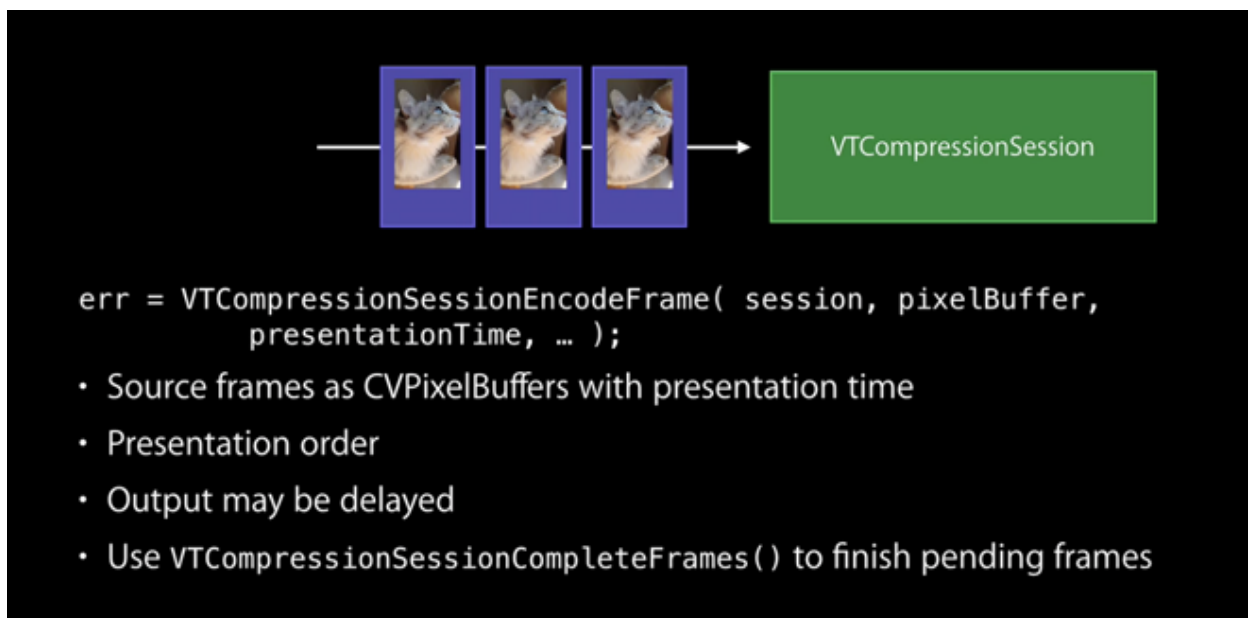 VTCompressionSession
err = VTCompressionSessionEncodeFrame( session, pixelBuffer,
presentationTime, … );
• Source frames as CVPixelBuffers with presentation time
• Presentation order
• Output may be delayed
• Use VTCompressionSessionCompleteFrames() to finish pending frames